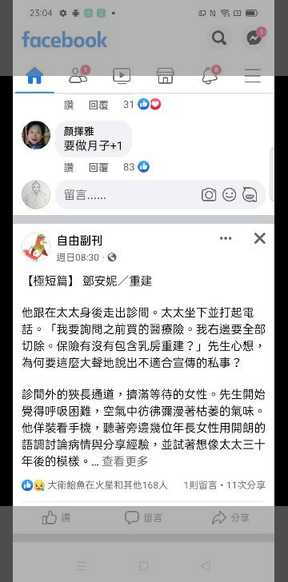 23:04
facebook
讚 回覆 31
顏擇雅
要做月子+1
讚 回覆 83
留言......
自由副刊
週日08:30
【極短篇】 鄧安妮／重建
他跟在太太身後走出診間。太太坐下並打起電
話。「我要詢問之前買的醫療險。我右邊要全部
切除。保險有沒有包含乳房重建？」先生心想，
為何要這麼大聲地說出不適合宣傳的私事？
診間外的狹長通道，擠滿等待的女性。先生開始
覺得呼吸困難，空氣中彷彿彌漫著枯萎的氣味。
他佯裝看手機，聽著旁邊幾位年長女性用開朗的
語調討論病情與分享經驗，並試著想像太太三十
年後的模樣。... 查看更多
大衛鮑魚在火星和其他168人 1則留言・11次分享
讚 留言 分享